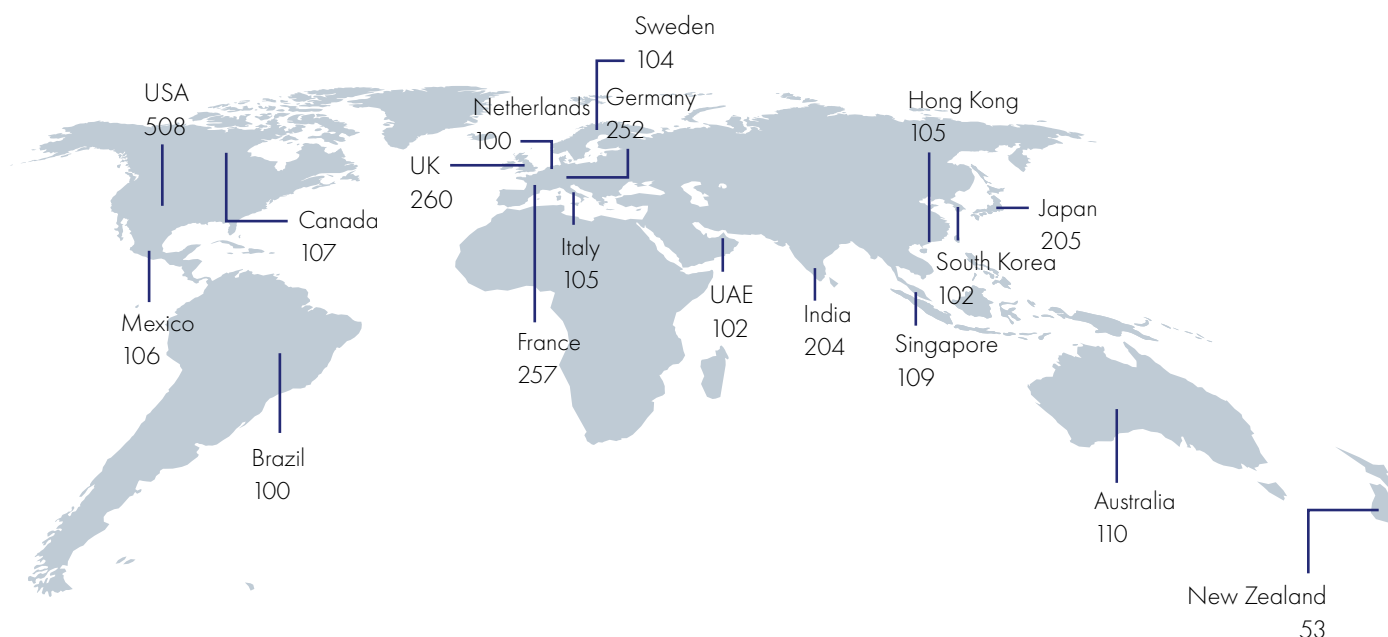 Sweden
104
USA
508
Netherlands
100
Germany
252
Hong Kong
105
UK
260
Canada
107
Italy
105
Japan
205
South Korea
102
UAE
102
India
204
Mexico
106
France
257
Singapore
109
Brazil
100
Australia
110
New Zealand
53